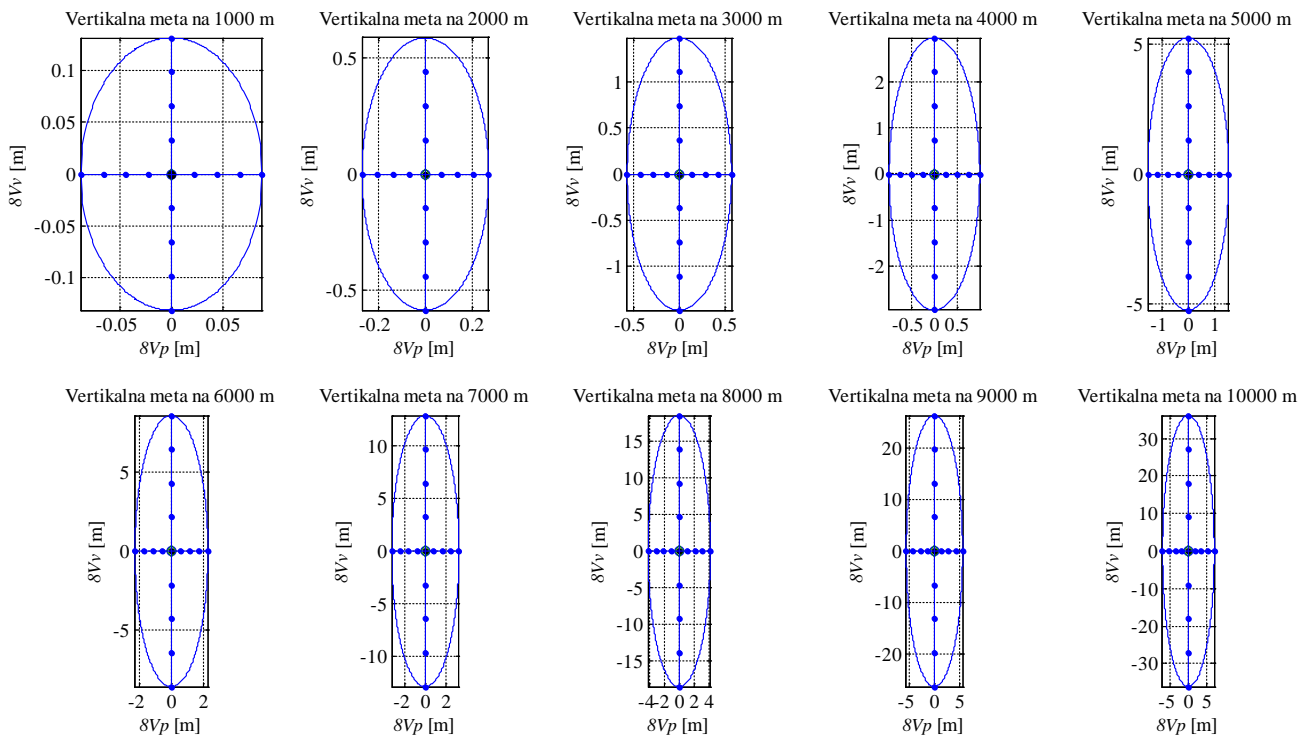 Vertikalna meta na 1000 m
0.1
0.05
0
-0.05
-0.1
8Vv [m]
-0.05 0 0.05
8Vp [m]
Vertikalna meta na 2000 m
0.5
0
-0.5
8Vv [m]
-0.2 0 0.2
8Vp [m]
Vertikalna meta na 3000 m
1
0.5
0
-0.5
-1
8Vv [m]
-0.5 0 0.5
8Vp [m]
Vertikalna meta na 4000 m
2
1
0
-1
-2
8Vv [m]
-0.5 0 0.5
8Vp [m]
Vertikalna meta na 5000 m
5
0
-5
8Vv [m]
-1 0 1
8Vp [m]
Vertikalna meta na 6000 m
5
0
-5
8Vv [m]
-2 0 2
8Vp [m]
Vertikalna meta na 7000 m
10
5
0
-5
-10
8Vv [m]
-2 0 2
8Vp [m]
Vertikalna meta na 8000 m
15
10
5
0
-5
-10
-15
8Vv [m]
-4 -2 0 2 4
8Vp [m]
Vertikalna meta na 9000 m
20
10
0
-10
-20
8Vv [m]
-5 0 5
8Vp [m]
Vertikalna meta na 10000 m
30
20
10
0
-10
-20
-30
8Vv [m]
-5 0 5
8Vp [m]